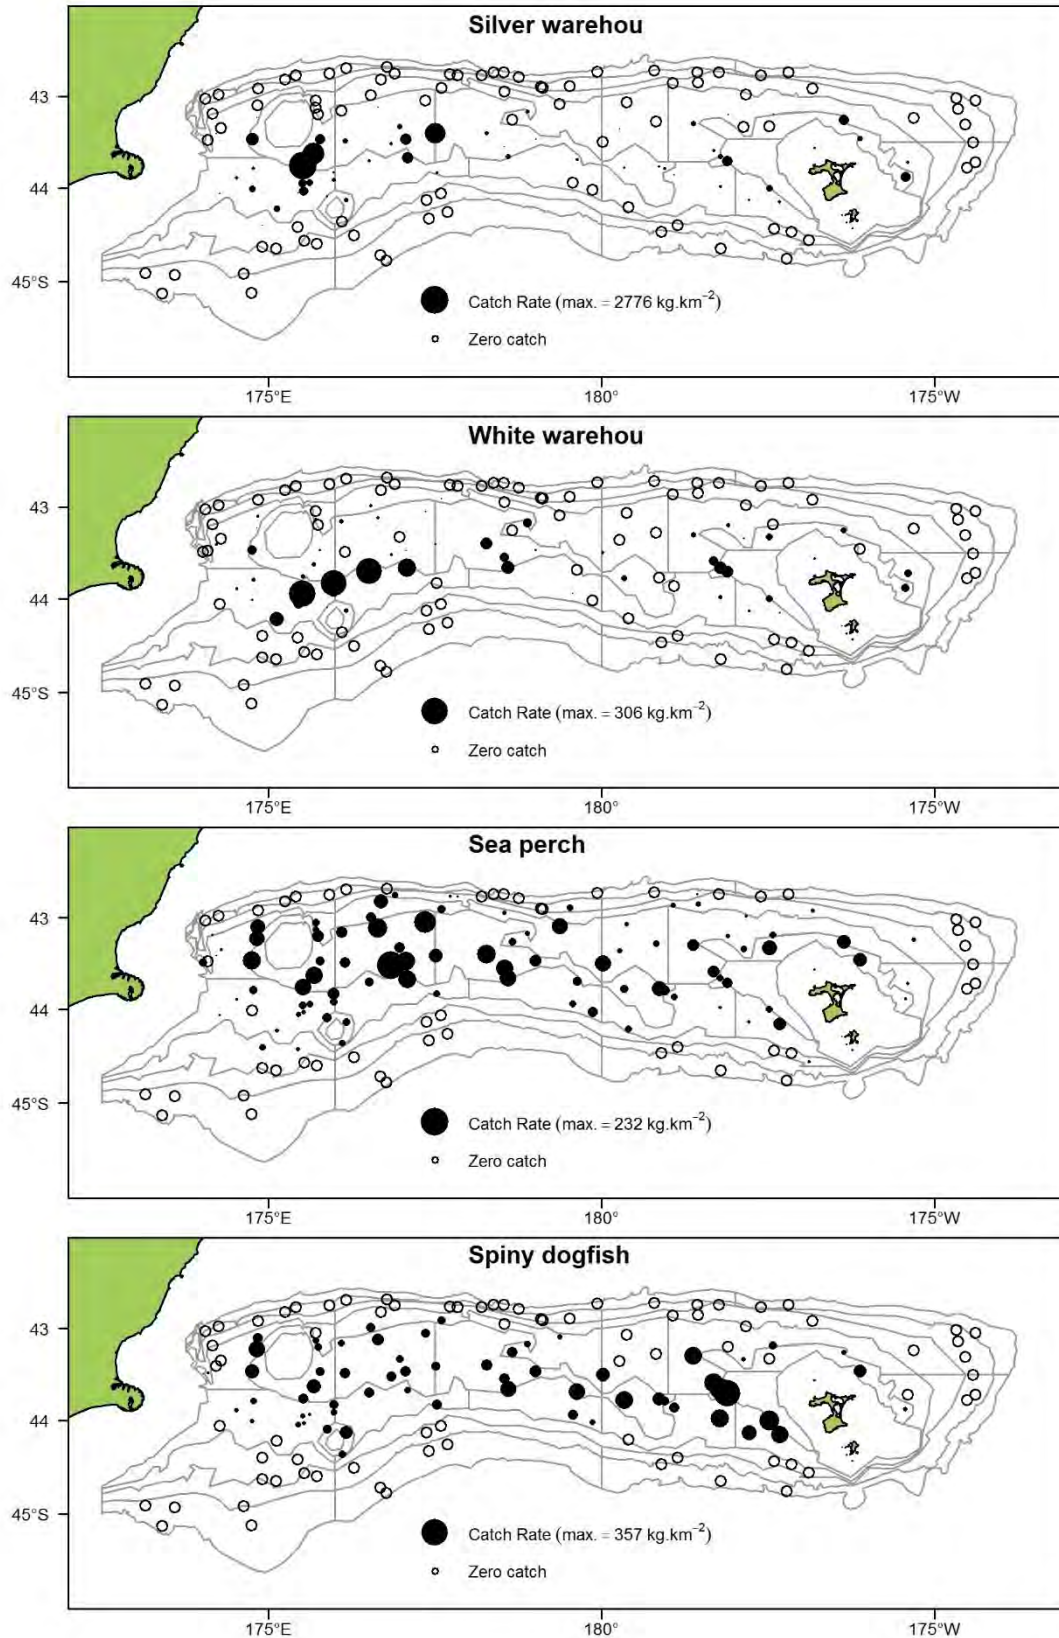 Silver warehou
43
44
45°S
Catch Rate (max. = 2776 kg.km⁻²)
Zero catch
175°E 180° 175°W
White warehou
43
44
45°S
Catch Rate (max. = 306 kg.km⁻²)
Zero catch
175°E 180° 175°W
Sea perch
43
44
45°S
Catch Rate (max. = 232 kg.km⁻²)
Zero catch
175°E 180° 175°W
Spiny dogfish
43
44
45°S
Catch Rate (max. = 357 kg.km⁻²)
Zero catch
175°E 180° 175°W